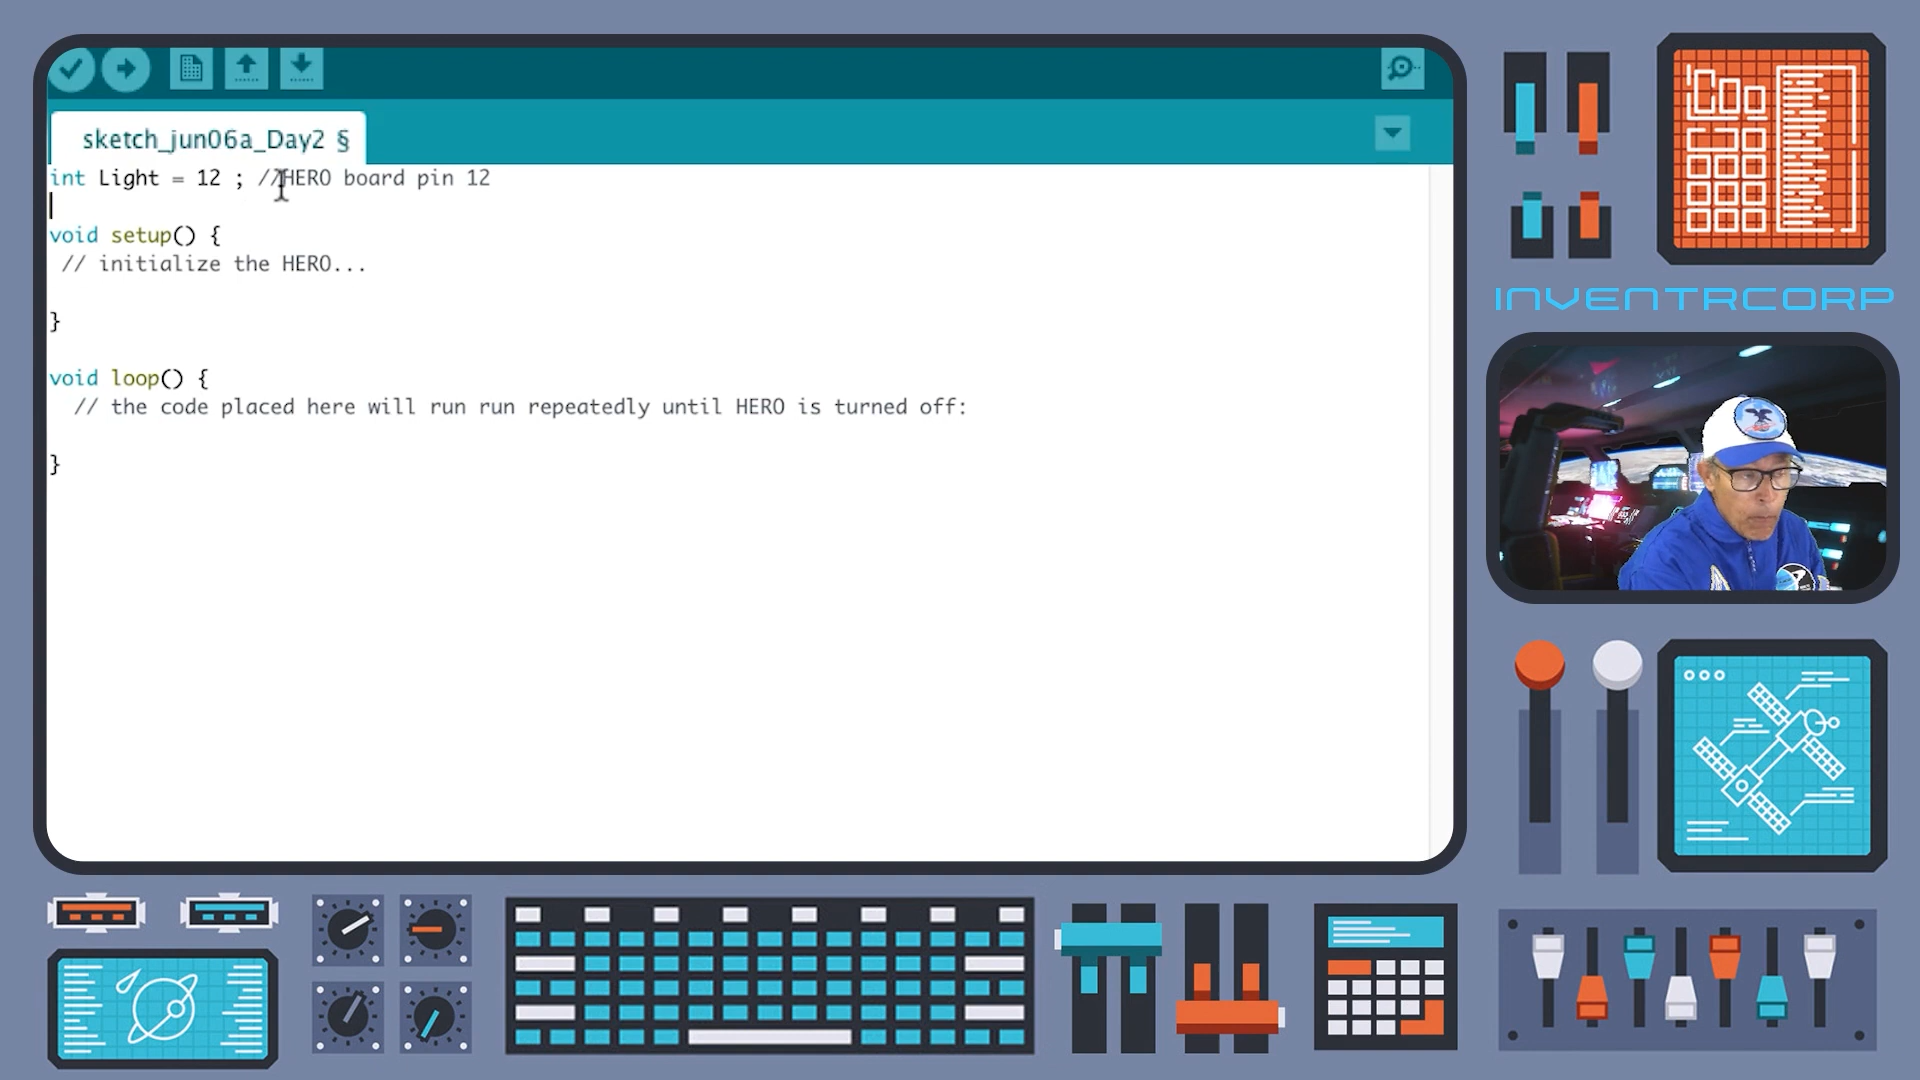 sketch_jun06a_Day2 §
int Light = 12 ; //HERO board pin 12
void setup() {
// initialize the HERO...
}
void loop() {
// the code placed here will run run repeatedly until HERO is turned off:
}
INVENTRCORP